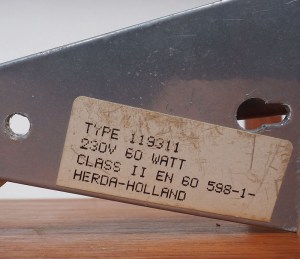 TYPE 119311
230V 60 WATT
CLASS II EN 60 598-1-
HERDA-HOLLAND